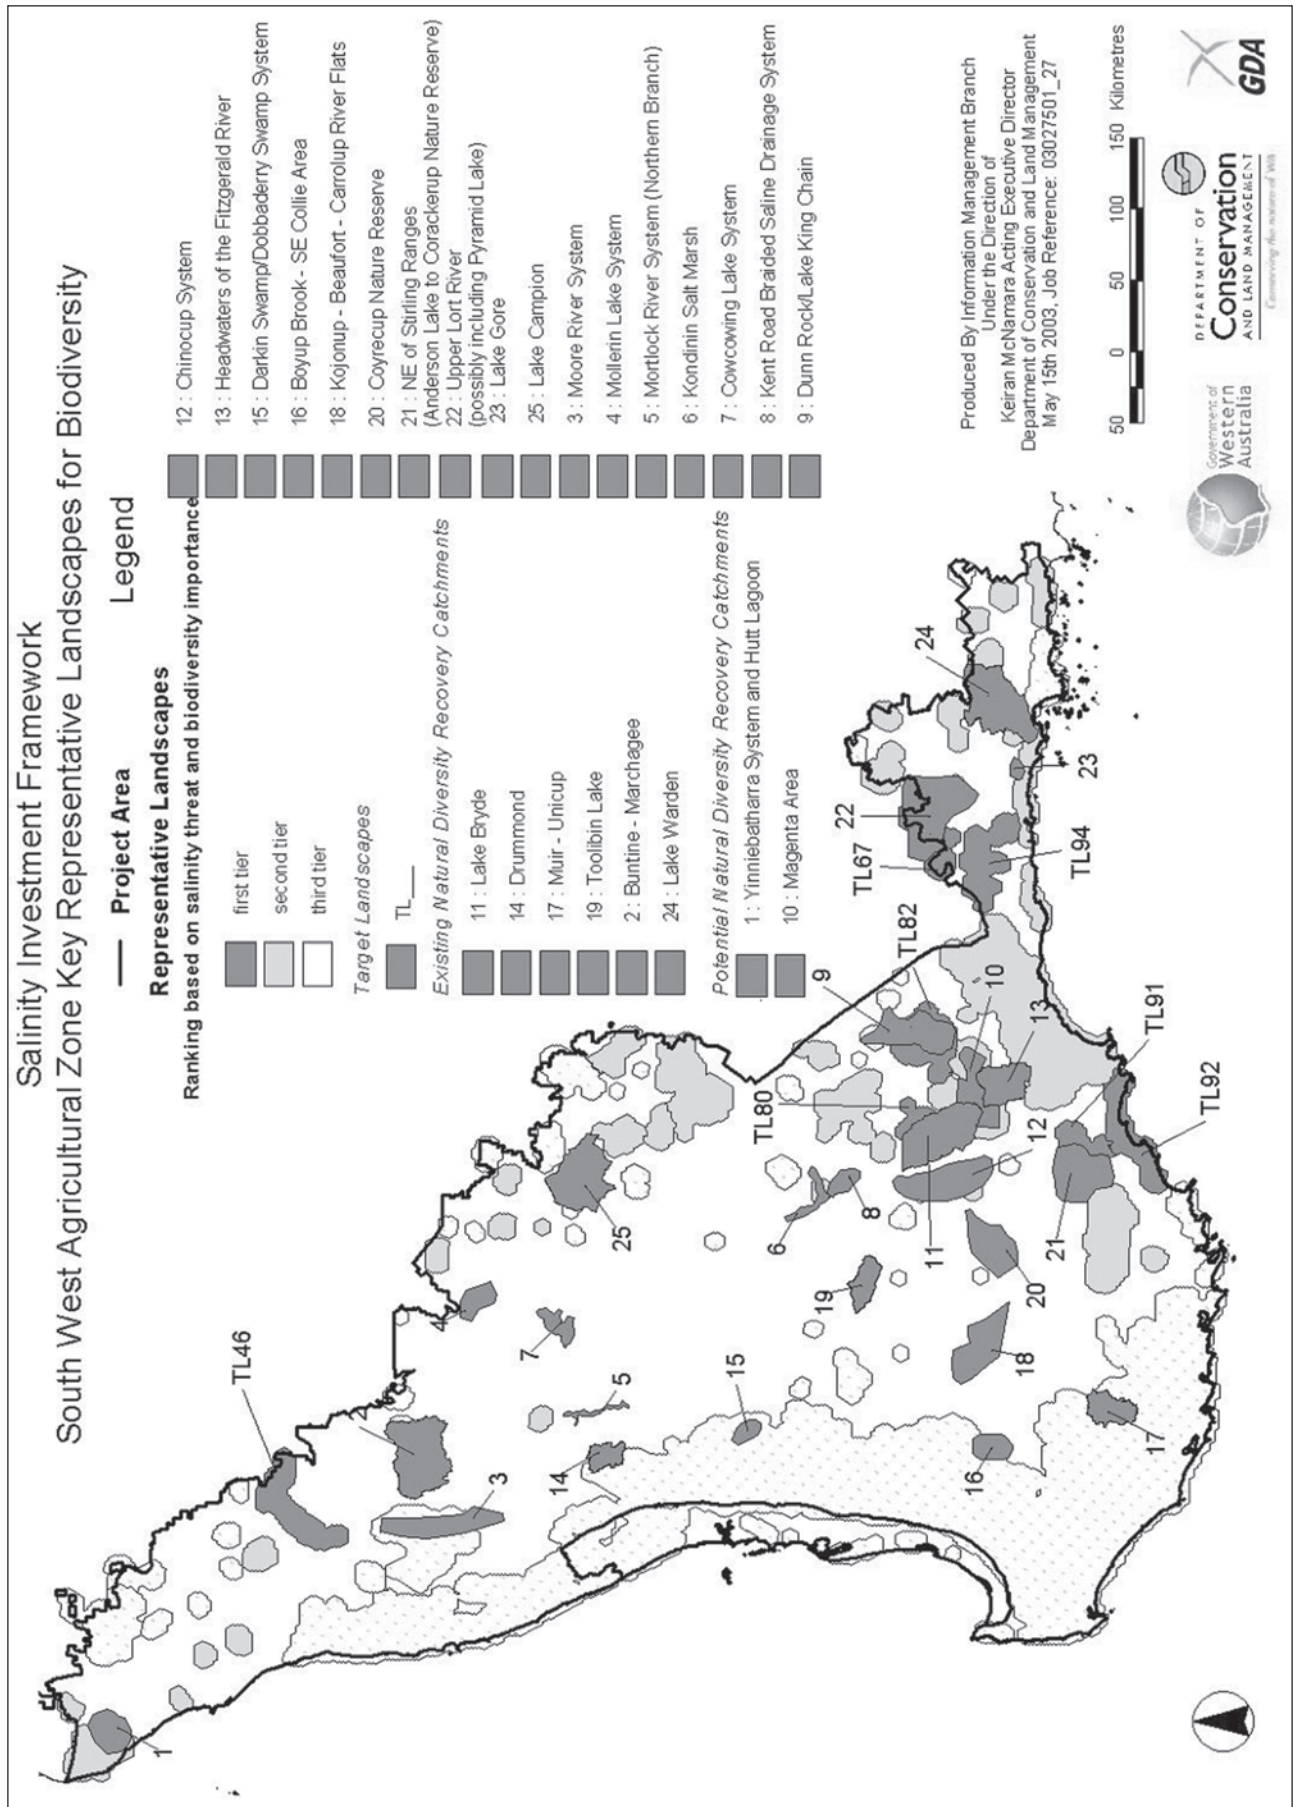 Salinity Investment Framework
South West Agricultural Zone Key Representative Landscapes for Biodiversity
Legend
Project Area
Representative Landscapes
Ranking based on salinity threat and biodiversity importance
first tier
second tier
third tier
Target Landscapes
TL___
Existing Natural Diversity Recovery Catchments
11 : Lake Bryde
14 : Drummond
17 : Muir - Unicup
19 : Toolibin Lake
2 : Buntine - Marchagee
24 : Lake Warden
Potential Natural Diversity Recovery Catchments
1 : Yinniebatharra System and Hutt Lagoon
10 : Magenta Area
12 : Chinocup System
13 : Headwaters of the Fitzgerald River
15 : Darkin Swamp/Dobbaderry Swamp System
16 : Boyup Brook - SE Collie Area
18 : Kojonup - Beaufort - Carrolup River Flats
20 : Coyrecup Nature Reserve
21 : NE of Stirling Ranges
(Anderson Lake to Corackerup Nature Reserve)
22 : Upper Lort River
(possibly including Pyramid Lake)
23 : Lake Gore
25 : Lake Campion
3 : Moore River System
4 : Mollerin Lake System
5 : Mortlock River System (Northern Branch)
6 : Kondinin Salt Marsh
7 : Cowcowing Lake System
8 : Kent Road Braided Saline Drainage System
9 : Dunn Rock/Lake King Chain
1
TL46
2
3
4
7
5
14
15
25
6
8
19
TL80
9
TL82
10
13
11
12
20
18
16
17
21
TL91
TL92
TL67
22
TL94
23
24
Produced By Information Management Branch
Under the Direction of
Keiran McNamara Acting Executive Director
Department of Conservation and Land Management
May 15th 2003, Job Reference: 03027501_27
50 0 50 100 150 Kilometres
Government of
Western
Australia
DEPARTMENT OF
Conservation
AND LAND MANAGEMENT
Conserving the nature of WA
GDA